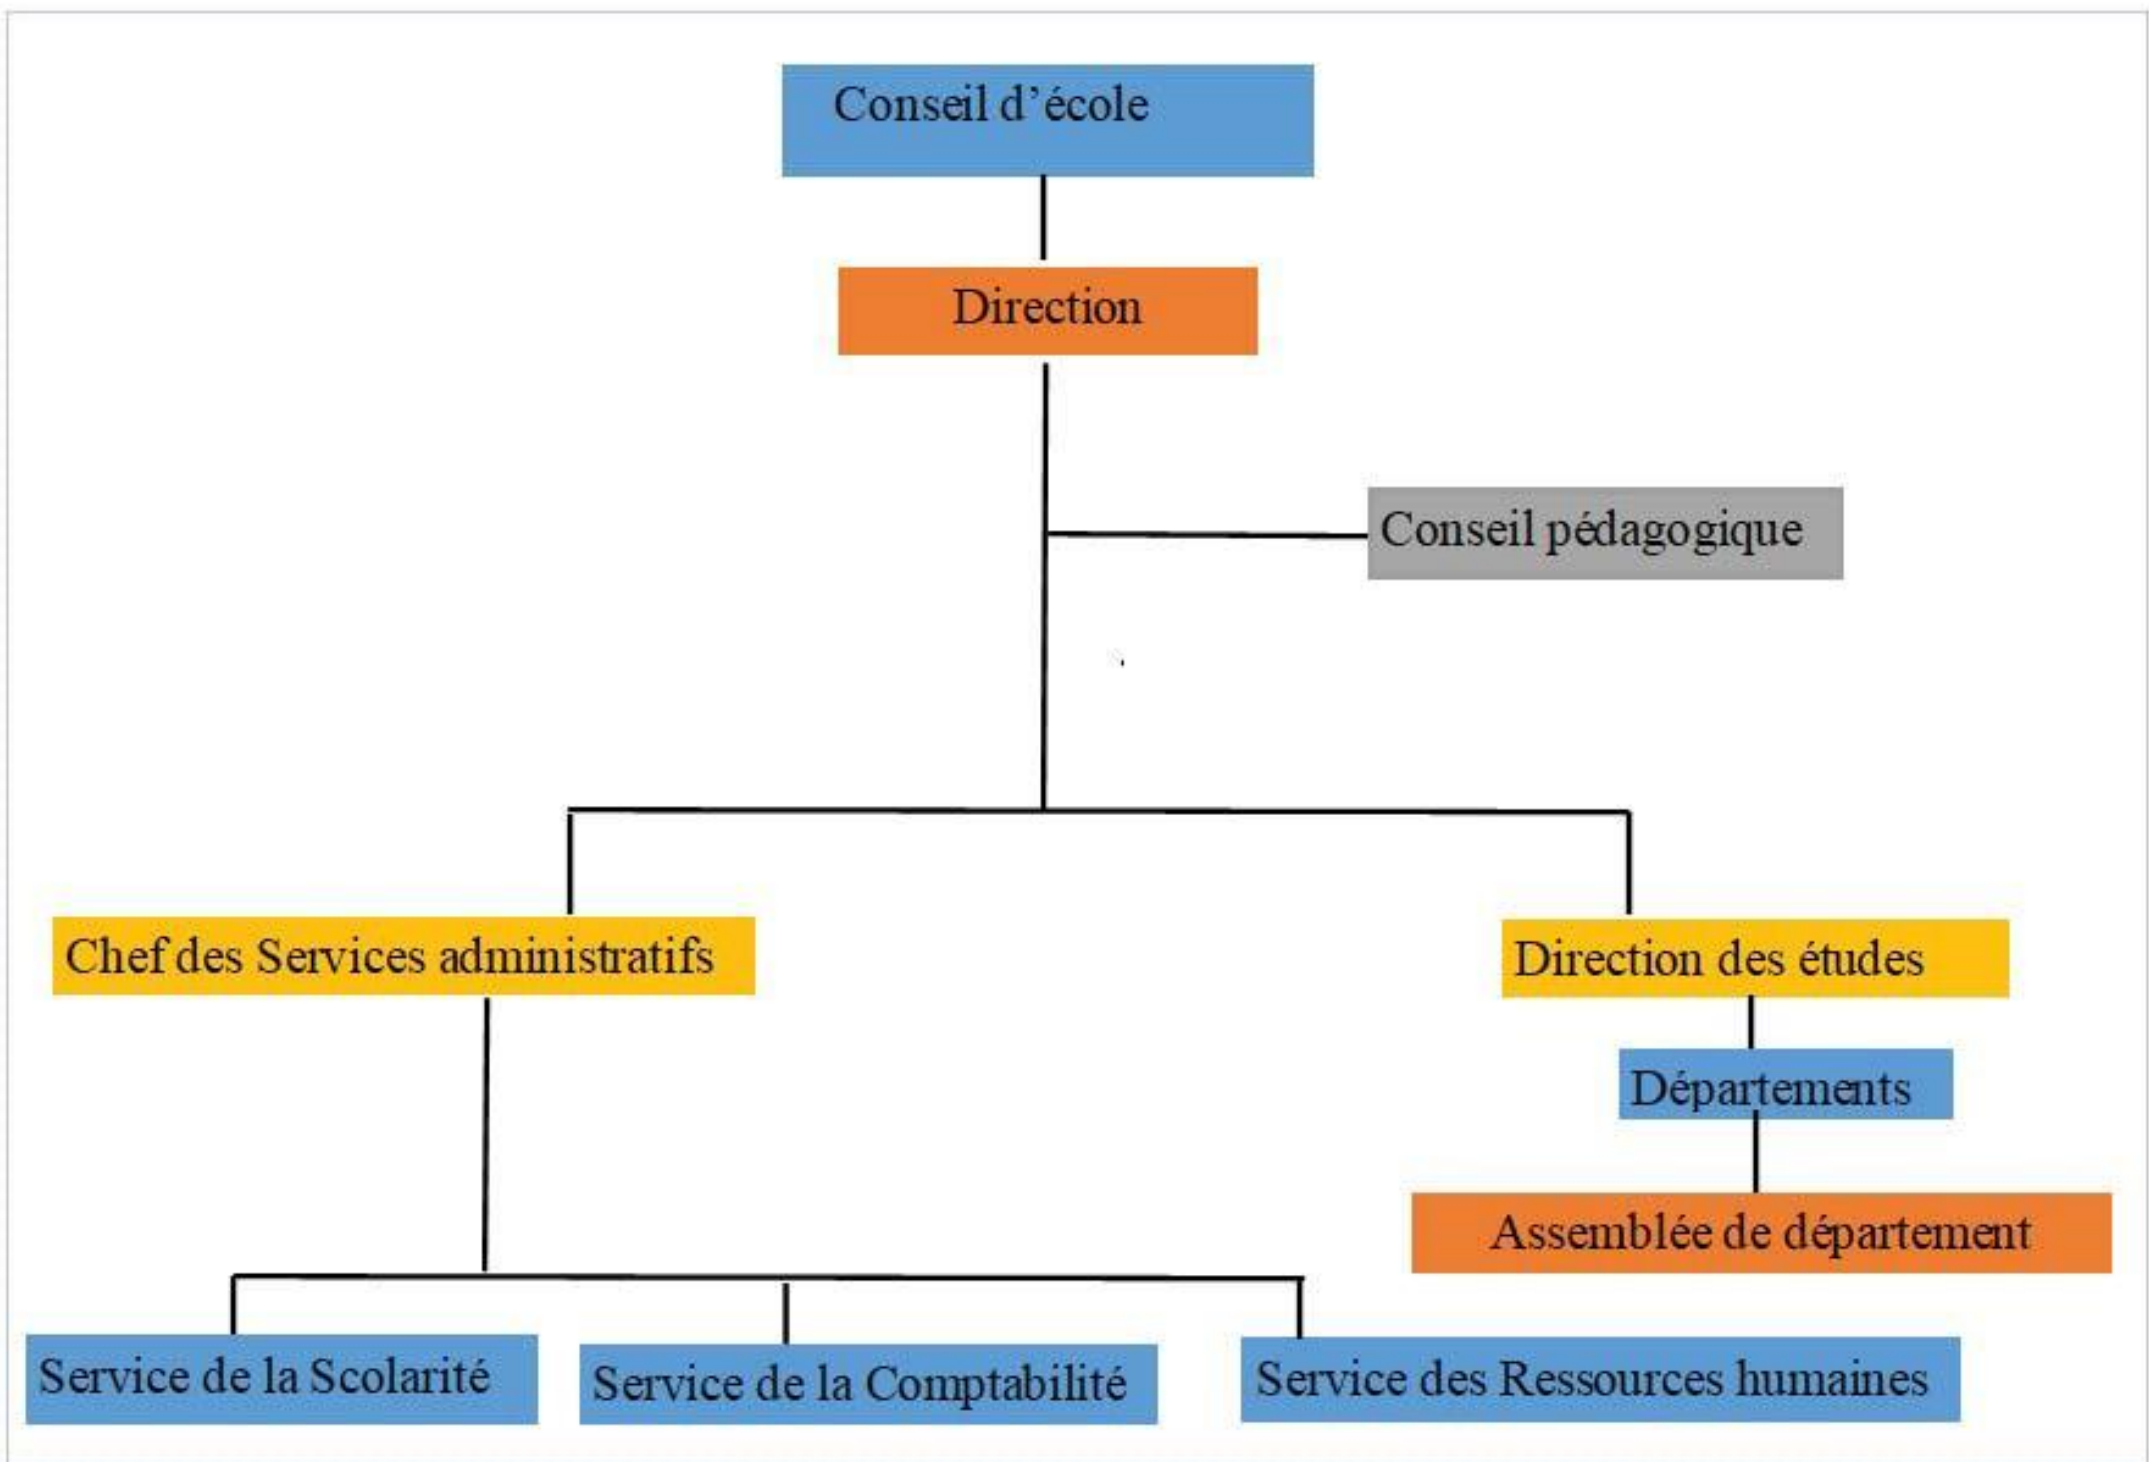 Conseil d’école
Direction
Conseil pédagogique
Chef des Services administratifs
Direction des études
Départements
Assemblée de département
Service de la Scolarité
Service de la Comptabilité
Service des Ressources humaines